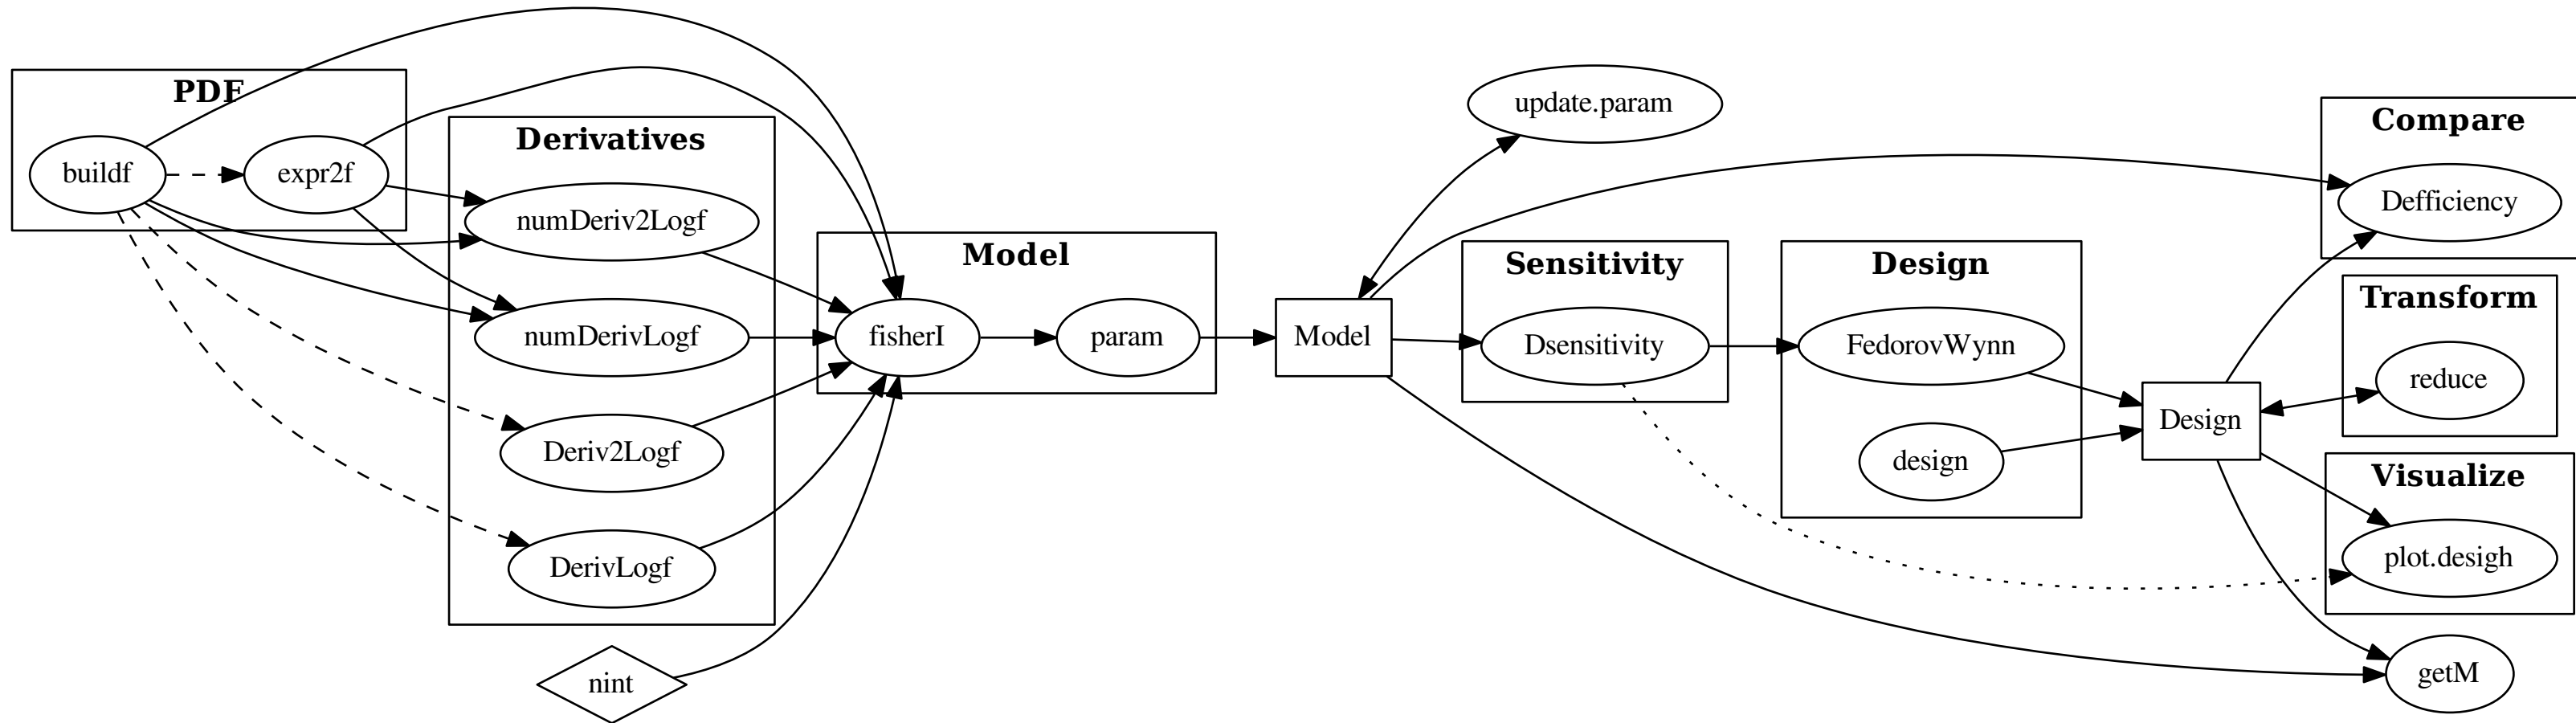 PDF
buildf
expr2f
Derivatives
numDeriv2Logf
numDerivLogf
Deriv2Logf
DerivLogf
nint
Model
fisherI
param
Model
update.param
Sensitivity
Dsensitivity
Design
FedorovWynn
design
Design
Compare
Defficiency
Transform
reduce
Visualize
plot.desigh
getM